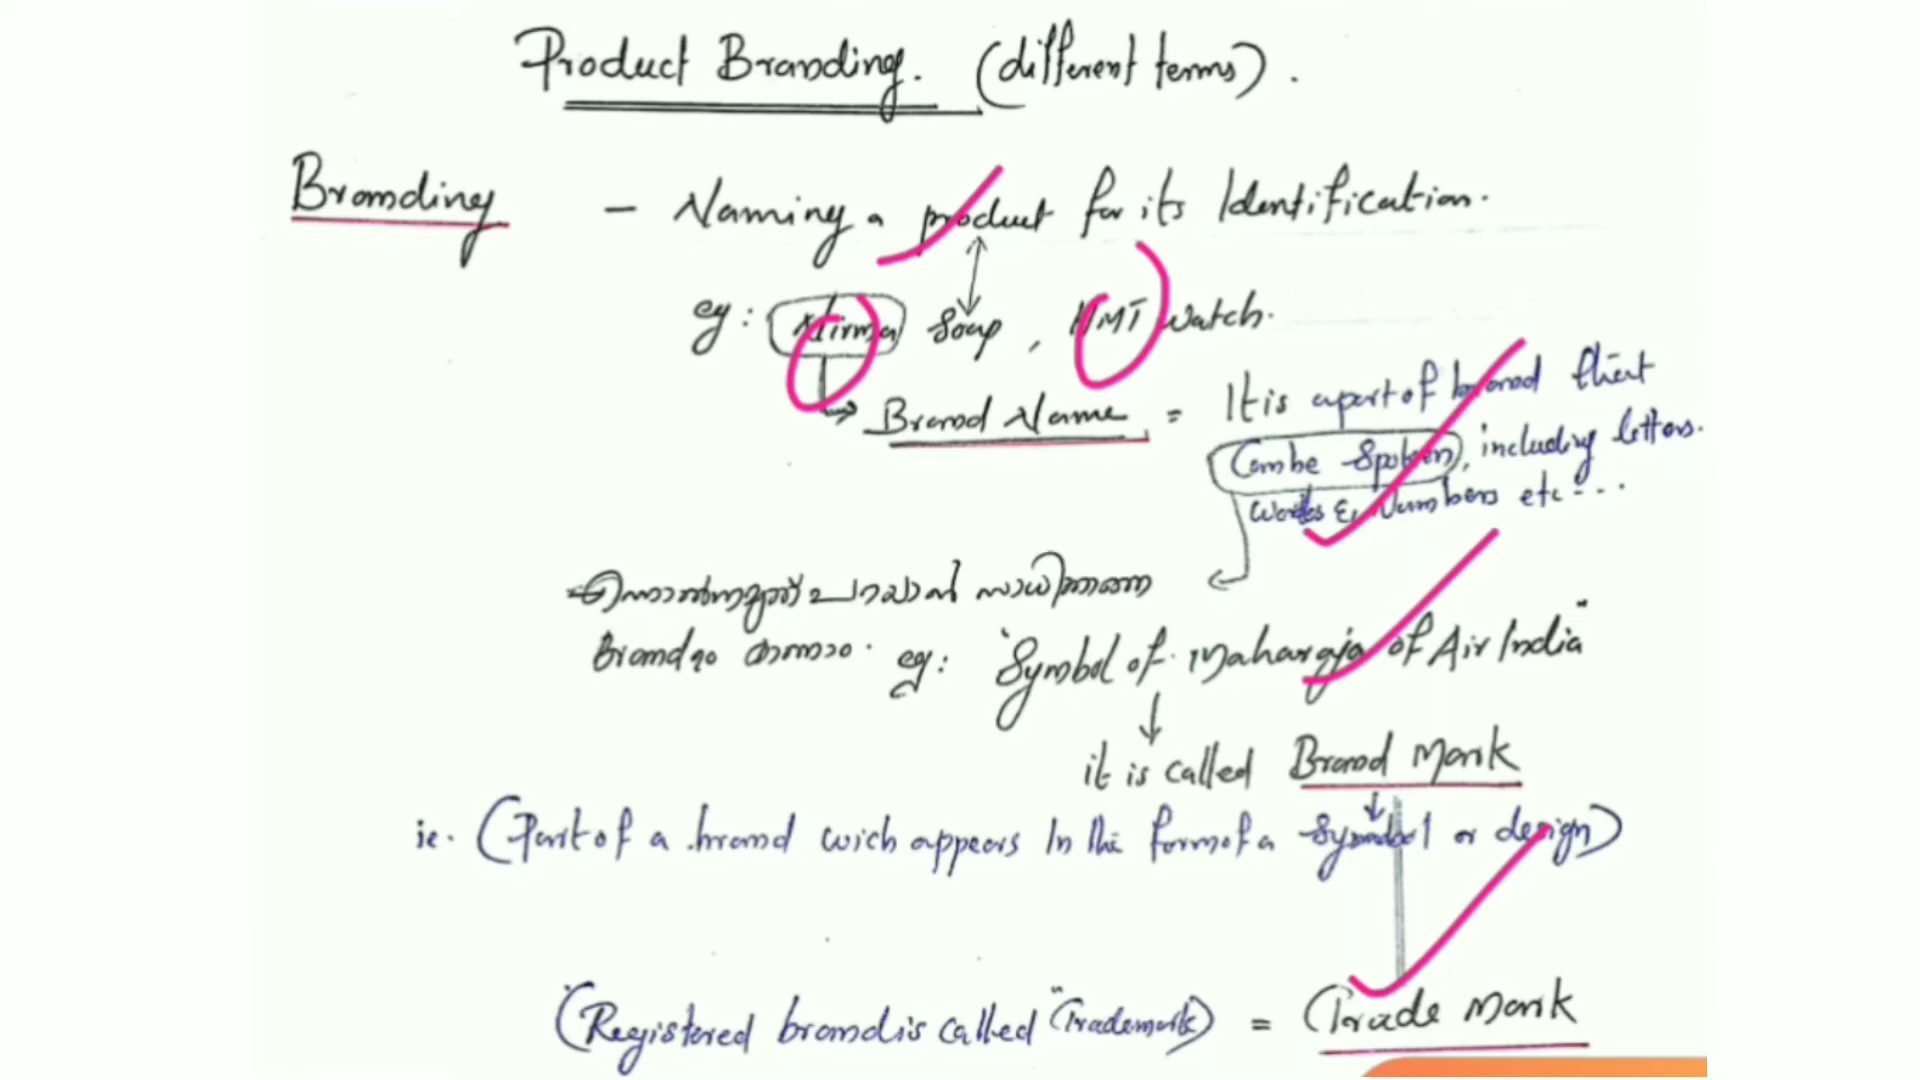 Product Branding. (different terms).
Branding - Naming a product for its Identification.
eg: Nirma Soap, HMT Watch.
Brand Name = It is a part of brand that
Can be Spoken, including letters.
Words & Numbers etc....
പറയാൻ സാധിക്കാത്ത
Brandഉം കാണാം. eg: "Symbol of Maharaja of Air India"
it is called Brand Mark
ie. (Part of a brand wich appears In the form of a Symbol or design)
(Registered brand is called "Trademark") = Trade Mark